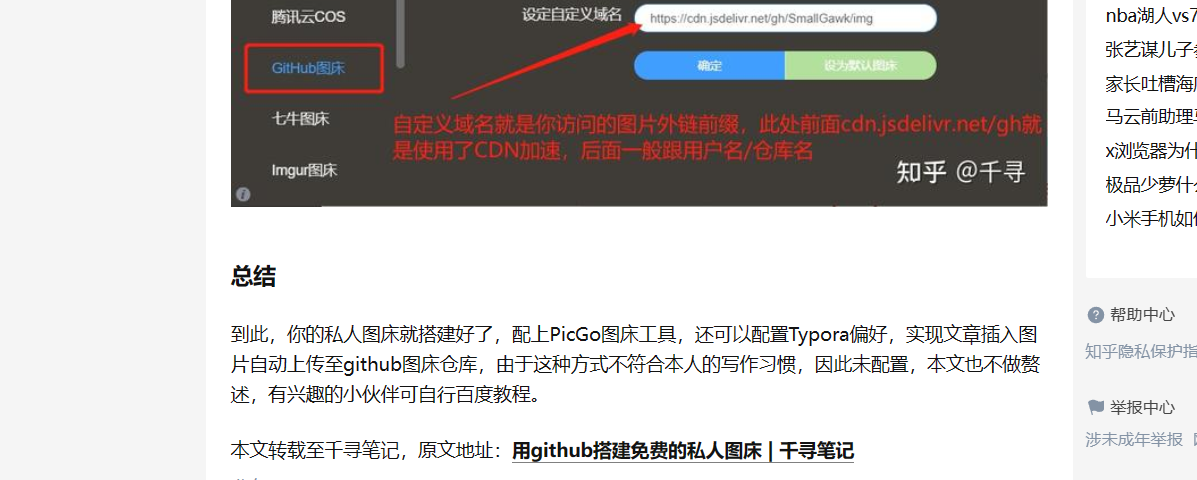 腾讯云COS
设定自定义域名
https://cdn.jsdelivr.net/gh/SmallGawk/img
GitHub图床
确定
设为默认图床
七牛图床
自定义域名就是你访问的图片外链前缀，此处前面cdn.jsdelivr.net/gh就
是使用了CDN加速，后面一般跟用户名/仓库名
Imgur图床
知乎 @千寻
总结
到此，你的私人图床就搭建好了，配上PicGo图床工具，还可以配置Typora偏好，实现文章插入图
片自动上传至github图床仓库，由于这种方式不符合本人的写作习惯，因此未配置，本文也不做赘
述，有兴趣的小伙伴可自行百度教程。
本文转载至千寻笔记，原文地址：用github搭建免费的私人图床 | 千寻笔记
nba湖人vs7
张艺谋儿子
家长吐槽海
马云前助理
x浏览器为什
极品少萝什么
小米手机如何
帮助中心
知乎隐私保护指
举报中心
涉未成年举报